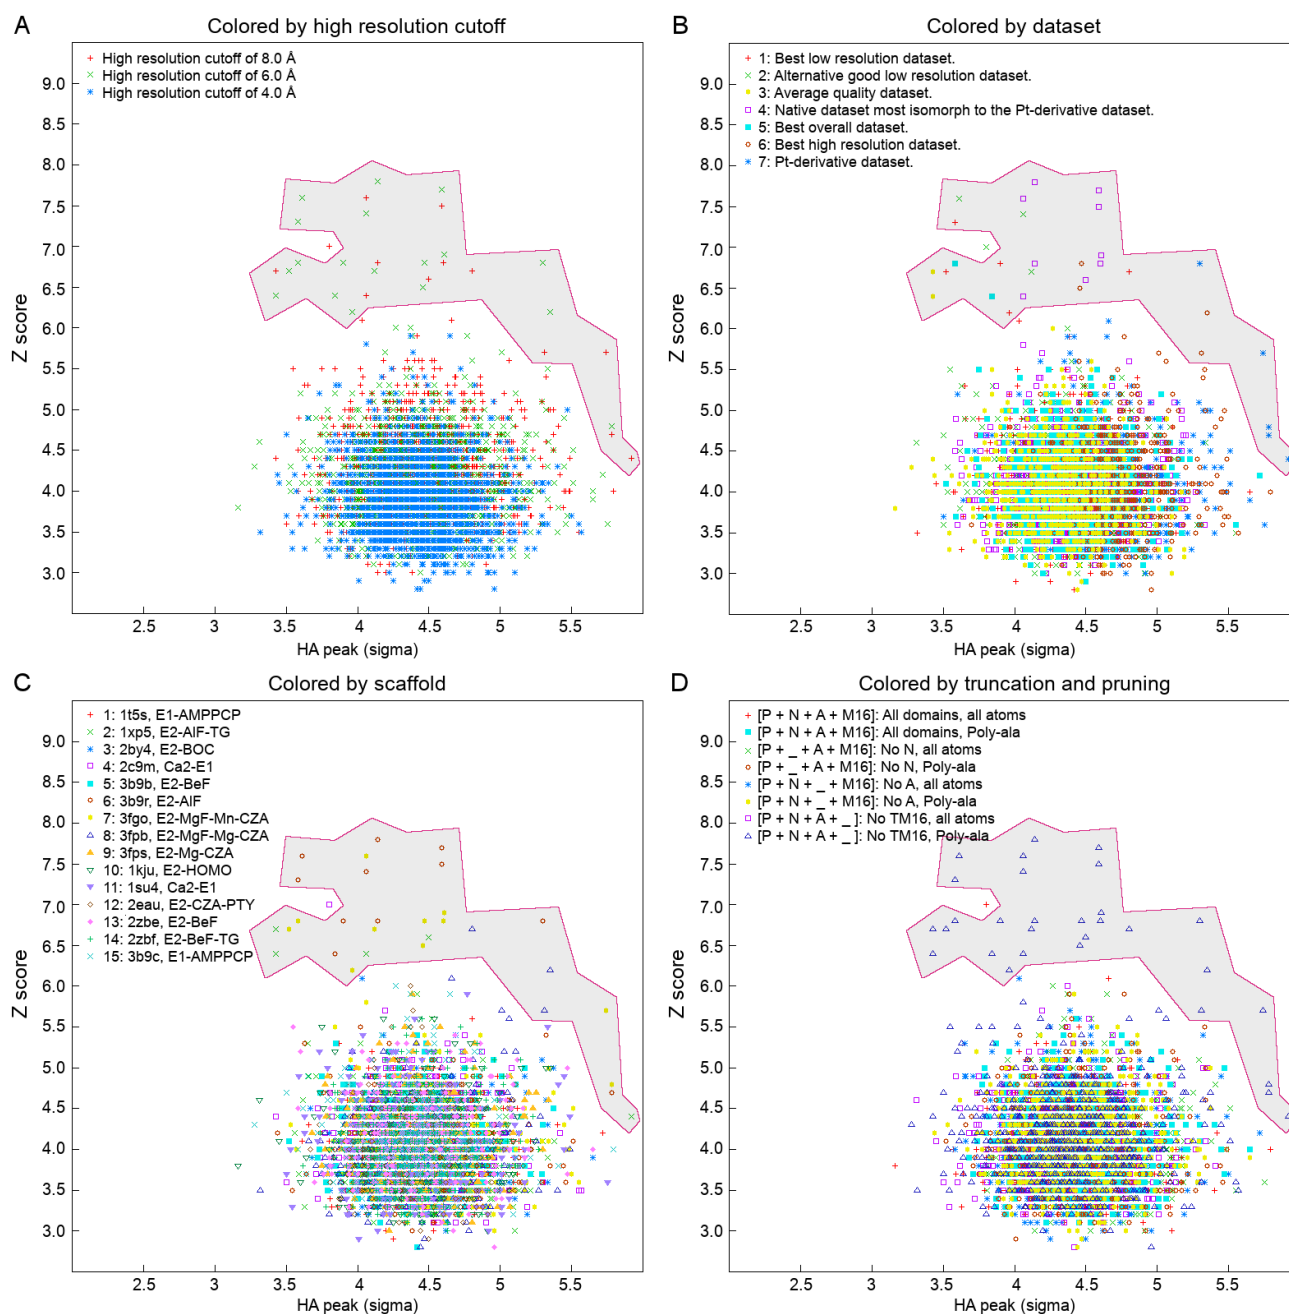 A
Colored by high resolution cutoff
High resolution cutoff of 8.0 Å
High resolution cutoff of 6.0 Å
High resolution cutoff of 4.0 Å
9.0
8.5
8.0
7.5
7.0
6.5
6.0
5.5
5.0
4.5
4.0
3.5
3.0
Z score
2.5 3 3.5 4 4.5 5 5.5
HA peak (sigma)
B
Colored by dataset
1: Best low resolution dataset.
2: Alternative good low resolution dataset.
3: Average quality dataset.
4: Native dataset most isomorph to the Pt-derivative dataset.
5: Best overall dataset.
6: Best high resolution dataset.
7: Pt-derivative dataset.
9.0
8.5
8.0
7.5
7.0
6.5
6.0
5.5
5.0
4.5
4.0
3.5
3.0
Z score
2.5 3 3.5 4 4.5 5 5.5
HA peak (sigma)
C
Colored by scaffold
1: 1t5s, E1-AMPPCP
2: 1xp5, E2-AlF-TG
3: 2by4, E2-BOC
4: 2c9m, Ca2-E1
5: 3b9b, E2-BeF
6: 3b9r, E2-AlF
7: 3fgo, E2-MgF-Mn-CZA
8: 3fpb, E2-MgF-Mg-CZA
9: 3fps, E2-Mg-CZA
10: 1kju, E2-HOMO
11: 1su4, Ca2-E1
12: 2eau, E2-CZA-PTY
13: 2zbe, E2-BeF
14: 2zbf, E2-BeF-TG
15: 3b9c, E1-AMPPCP
9.0
8.5
8.0
7.5
7.0
6.5
6.0
5.5
5.0
4.5
4.0
3.5
3.0
Z score
2.5 3 3.5 4 4.5 5 5.5
HA peak (sigma)
D
Colored by truncation and pruning
[P + N + A + M16]: All domains, all atoms
[P + N + A + M16]: All domains, Poly-ala
[P + _ + A + M16]: No N, all atoms
[P + _ + A + M16]: No N, Poly-ala
[P + N + _ + M16]: No A, all atoms
[P + N + _ + M16]: No A, Poly-ala
[P + N + A + _ ]: No TM16, all atoms
[P + N + A + _ ]: No TM16, Poly-ala
9.0
8.5
8.0
7.5
7.0
6.5
6.0
5.5
5.0
4.5
4.0
3.5
3.0
Z score
2.5 3 3.5 4 4.5 5 5.5
HA peak (sigma)